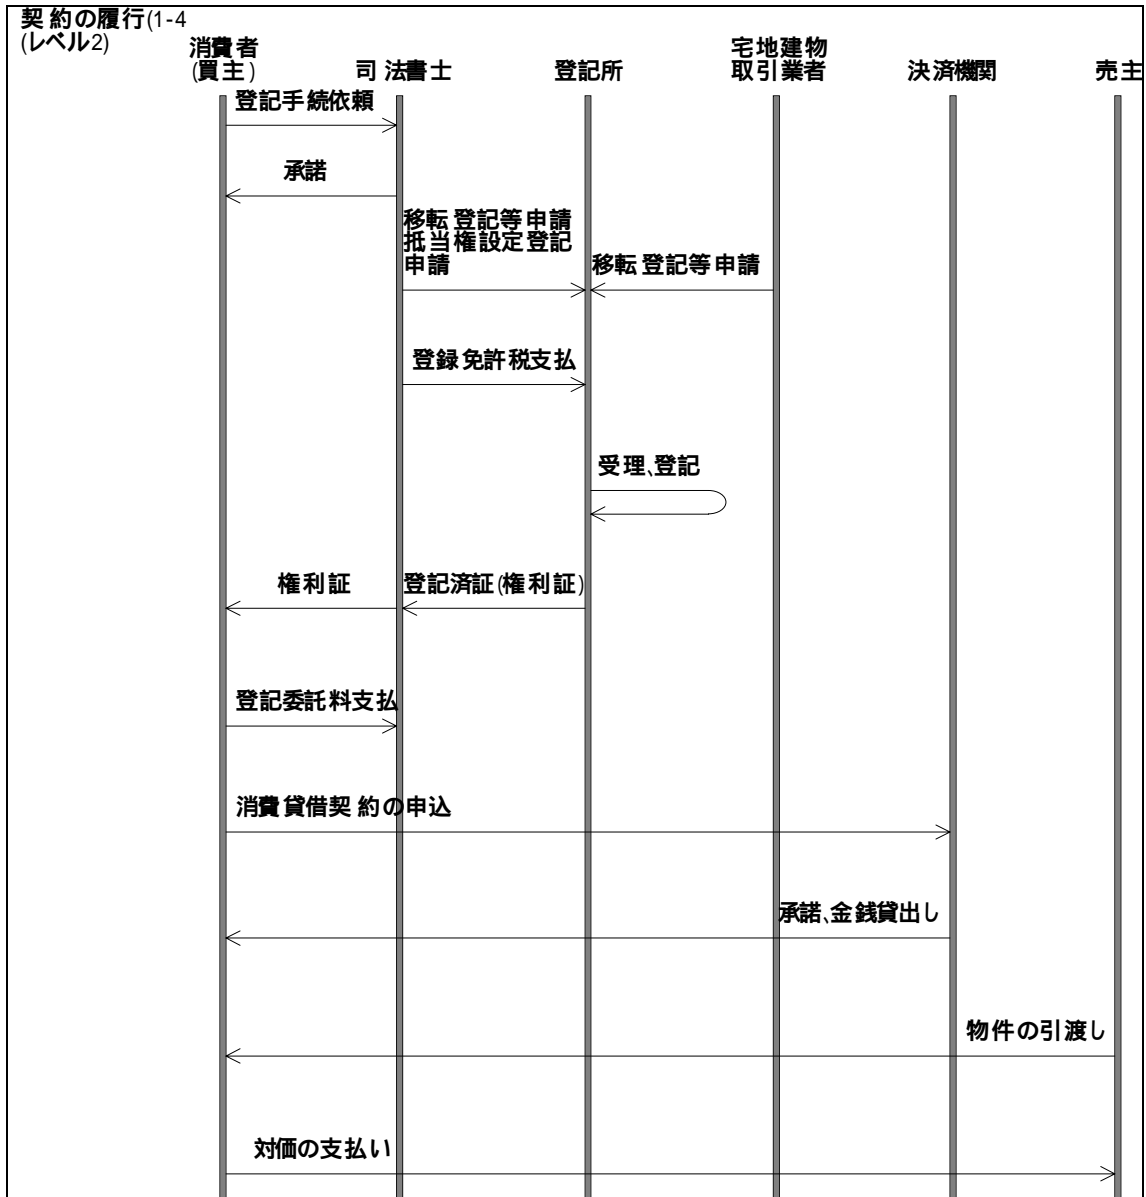 契約の履行(1-4
(レベル2)
消費者
(買主)
司法書士
登記所
宅地建物
取引業者
決済機関
売主
登記手続依頼
承諾
移転登記等申請
抵当権設定登記
申請
移転登記等申請
登録免許税支払
受理、登記
権利証
登記済証(権利証)
登記委託料支払
消費貸借契約の申込
承諾、金銭貸出し
物件の引渡し
対価の支払い